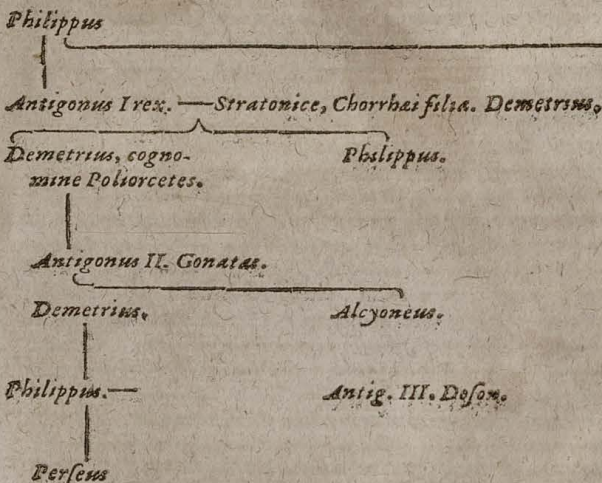 Philippus
Antigonus I rex. — Stratonice, Chorrhæi filia. Demetrius,
Demetrius, cogno-
mine Poliorcetes.
Philippus.
Antigonus II. Gonatas.
Demetrius,
Alcyoneus.
Philippus. —
Antig. III. Doſon.
Perſeus